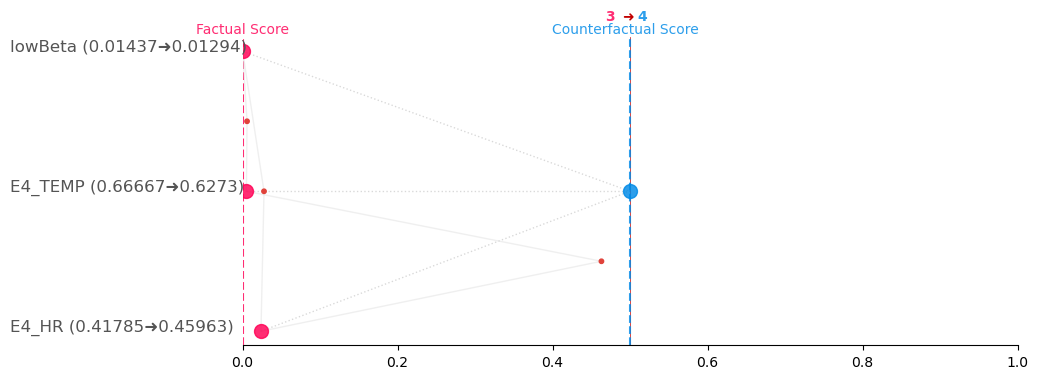 3 ➔ 4
Factual Score
Counterfactual Score
lowBeta (0.01437➔0.01294)
E4_TEMP (0.66667➔0.6273)
E4_HR (0.41785➔0.45963)
0.0 0.2 0.4 0.6 0.8 1.0